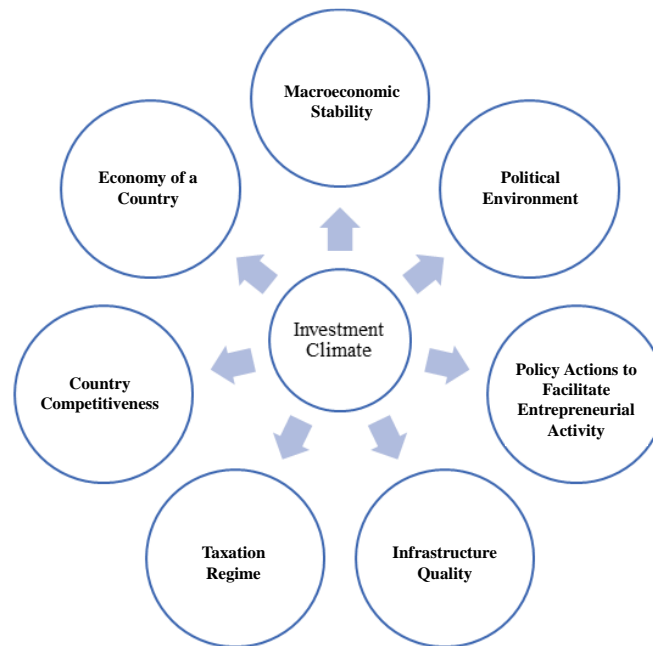 Macroeconomic
Stability
Economy of a
Country
Political
Environment
Investment
Climate
Country
Competitiveness
Policy Actions to
Facilitate
Entrepreneurial
Activity
Taxation
Regime
Infrastructure
Quality